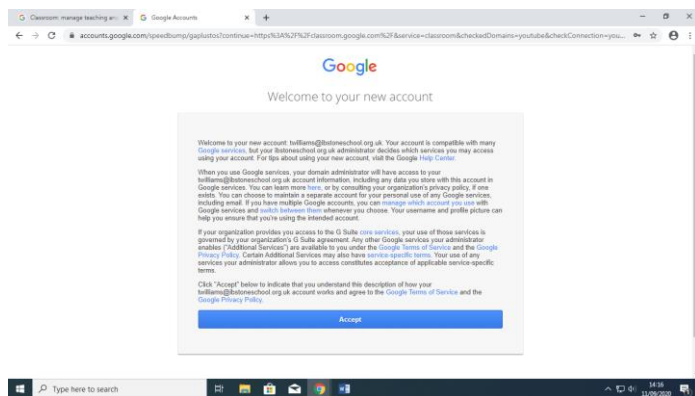 Classroom: manage teaching and
Google Accounts
accounts.google.com/speedbump/gaplustos?continue=https%3A%2F%2Fclassroom.google.com%2F&service=classroom&checkedDomains=youtube&checkConnection=you...
Google
Welcome to your new account
Welcome to your new account: twilliams@ibstoneschool.org.uk. Your account is compatible with many
Google services, but your ibstoneschool.org.uk administrator decides which services you may access
using your account. For tips about using your new account, visit the Google Help Center.
When you use Google services, your domain administrator will have access to your
twilliams@ibstoneschool.org.uk account information, including any data you store with this account in
Google services. You can learn more here, or by consulting your organization's privacy policy, if one
exists. You can choose to maintain a separate account for your personal use of any Google services,
including email. If you have multiple Google accounts, you can manage which account you use with
Google services and switch between them whenever you choose. Your username and profile picture can
help you ensure that you're using the intended account.
If your organization provides you access to the G Suite core services, your use of those services is
governed by your organization's G Suite agreement. Any other Google services your administrator
enables ("Additional Services") are available to you under the Google Terms of Service and the Google
Privacy Policy. Certain Additional Services may also have service-specific terms. Your use of any
services your administrator allows you to access constitutes acceptance of applicable service-specific
terms.
Click "Accept" below to indicate that you understand this description of how your
twilliams@ibstoneschool.org.uk account works and agree to the Google Terms of Service and the
Google Privacy Policy.
Accept
Type here to search
14:16
11/09/2020